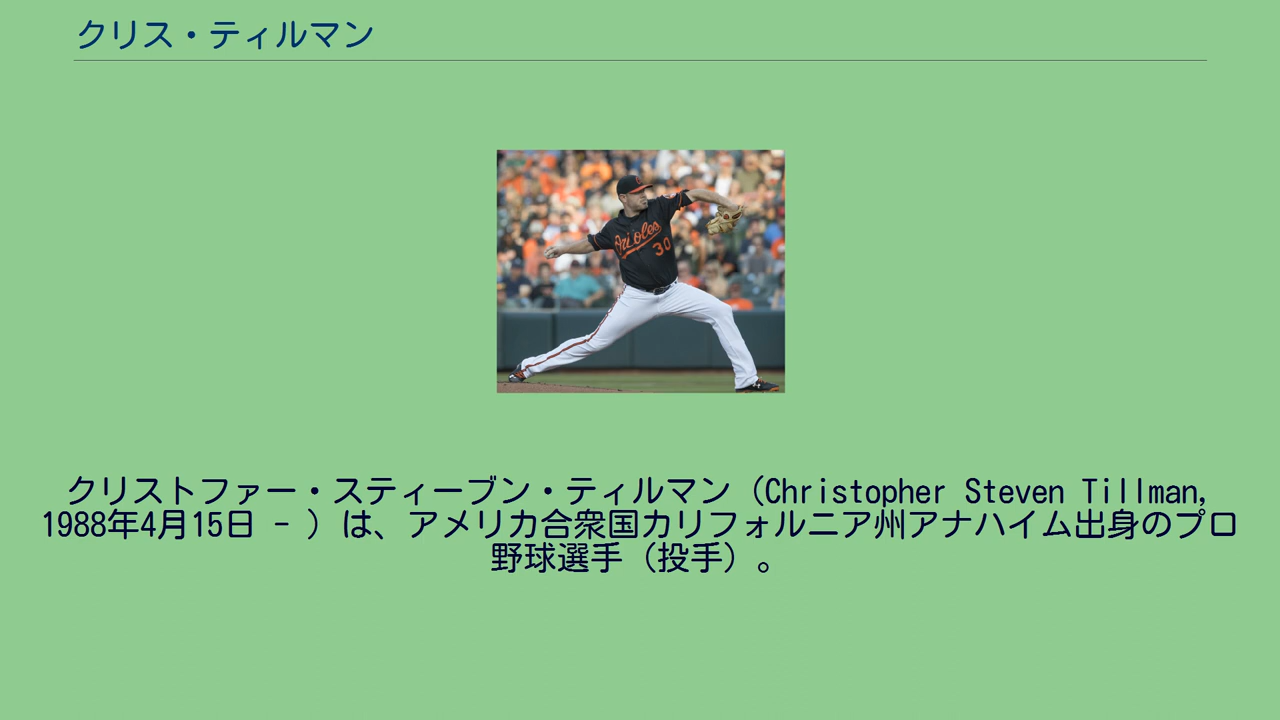 クリス・ティルマン
Orioles
30
クリストファー・スティーブン・ティルマン（Christopher Steven Tillman,
1988年4月15日 - ）は、アメリカ合衆国カリフォルニア州アナハイム出身のプロ
野球選手（投手）。